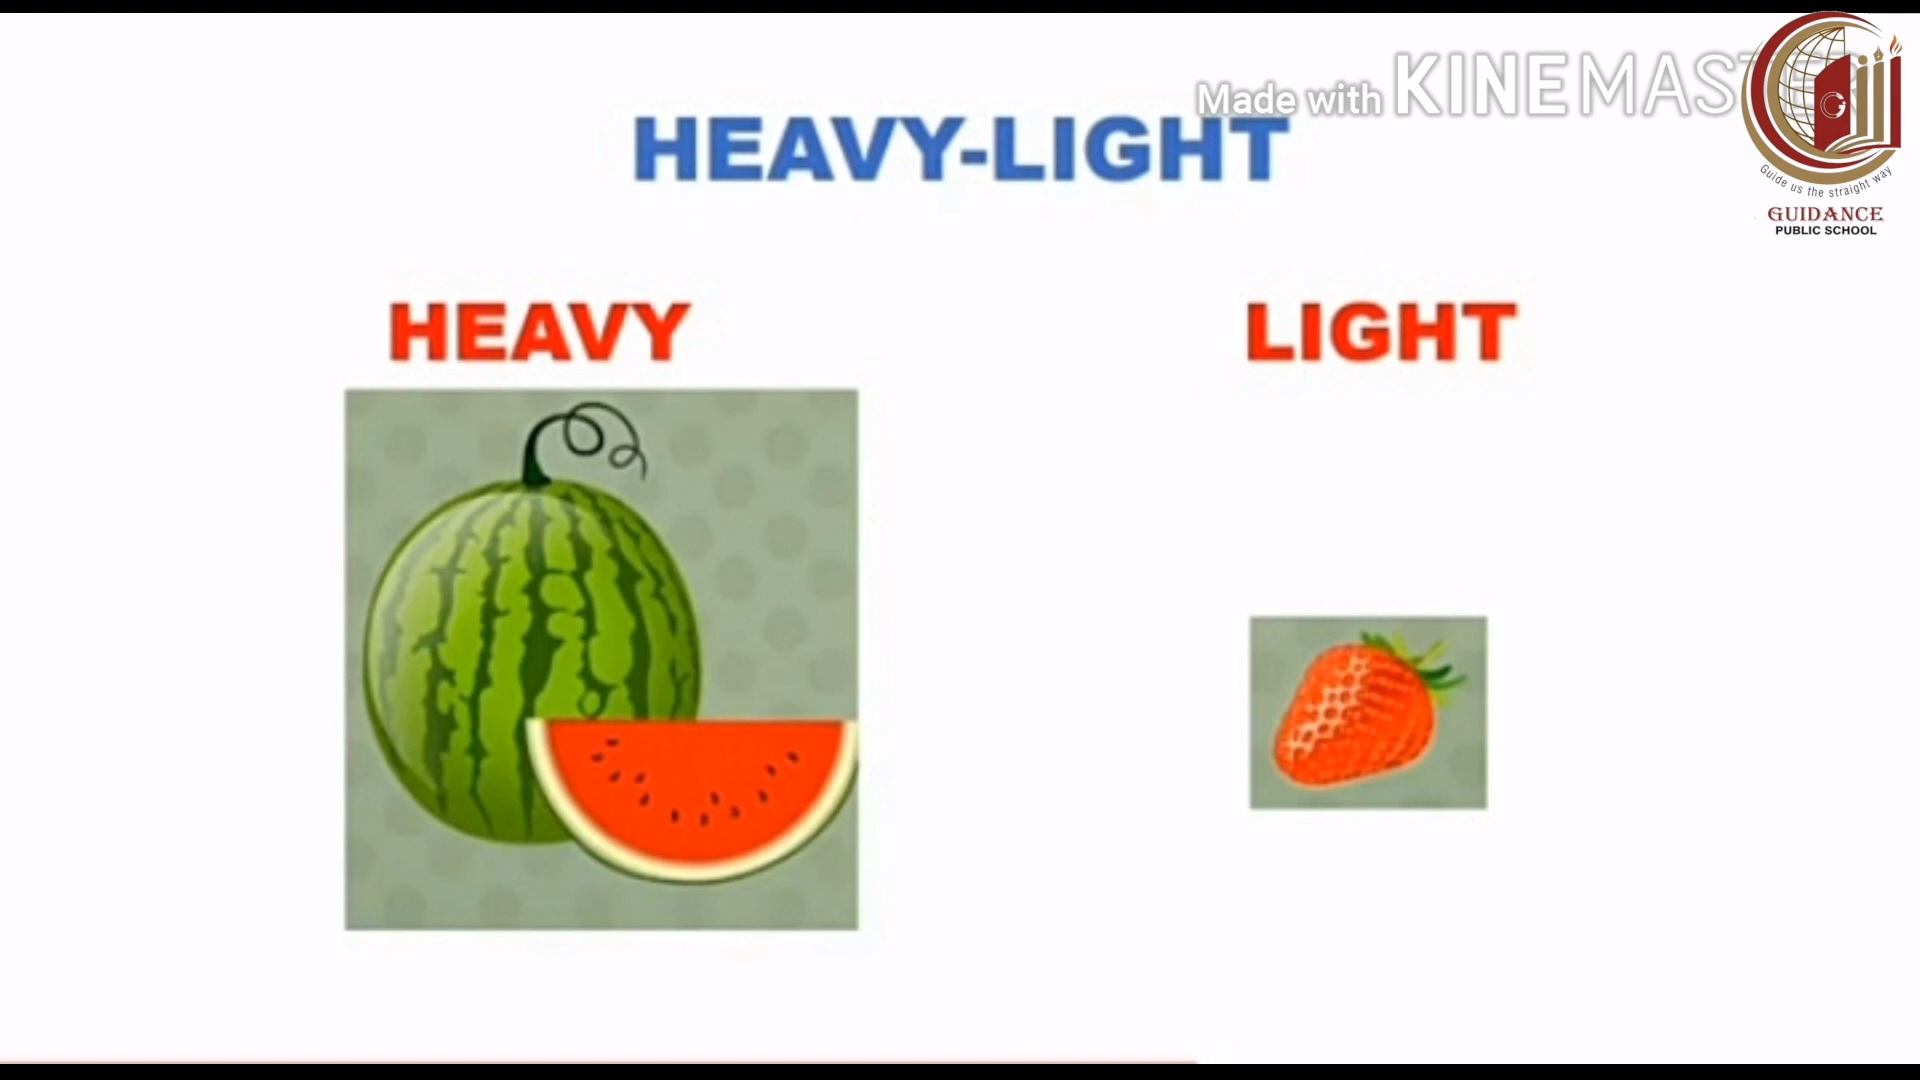 Made with KINEMAS
HEAVY-LIGHT
Guide us the straight way
GUIDANCE
PUBLIC SCHOOL
HEAVY
LIGHT